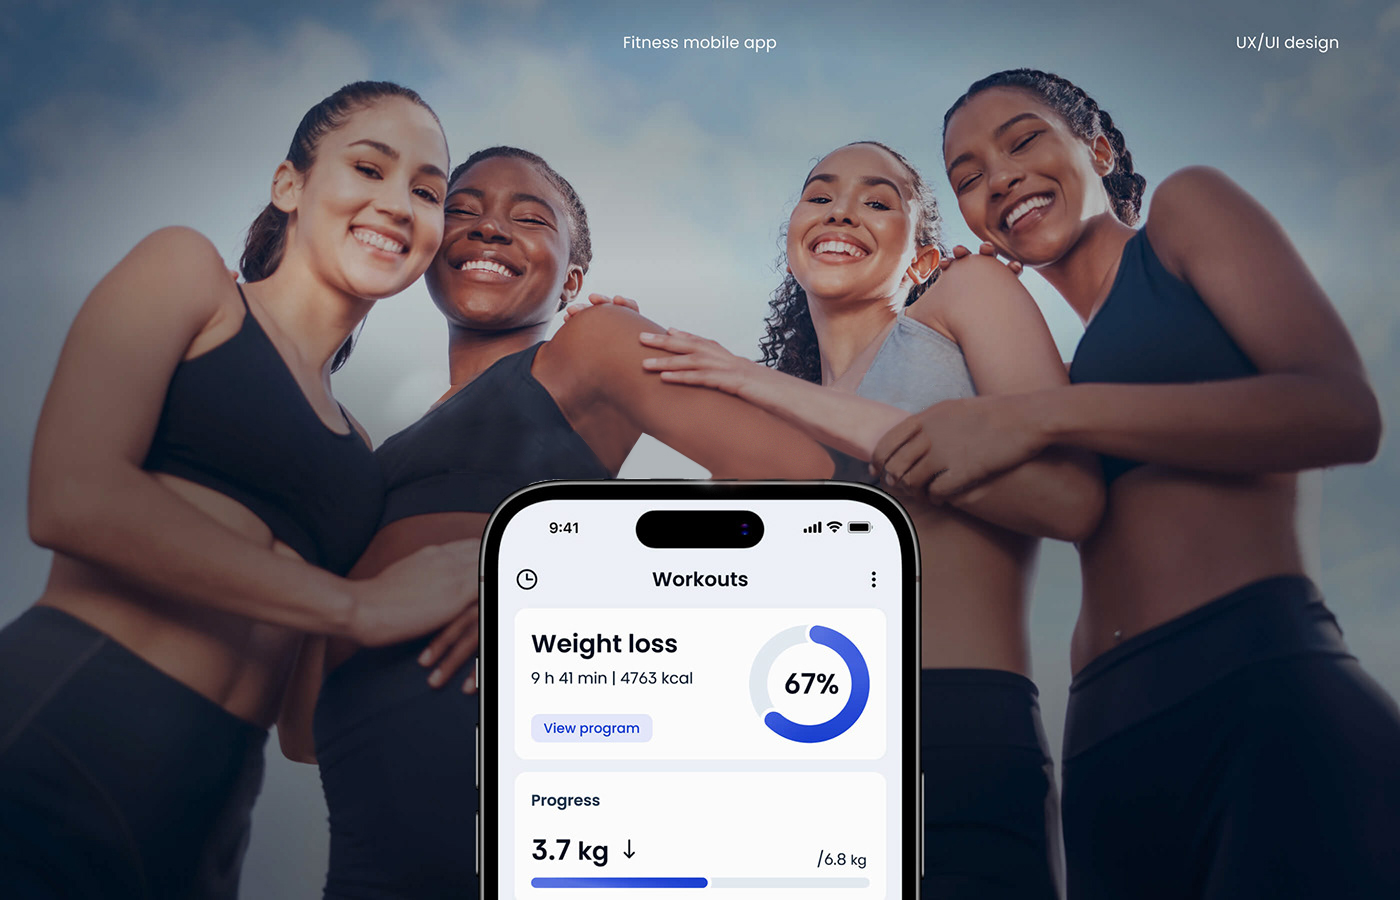 Fitness mobile app
UX/UI design
9:41
Workouts
Weight loss
9 h 41 min | 4763 kcal
67%
View program
Progress
3.7 kg ↓
/6.8 kg